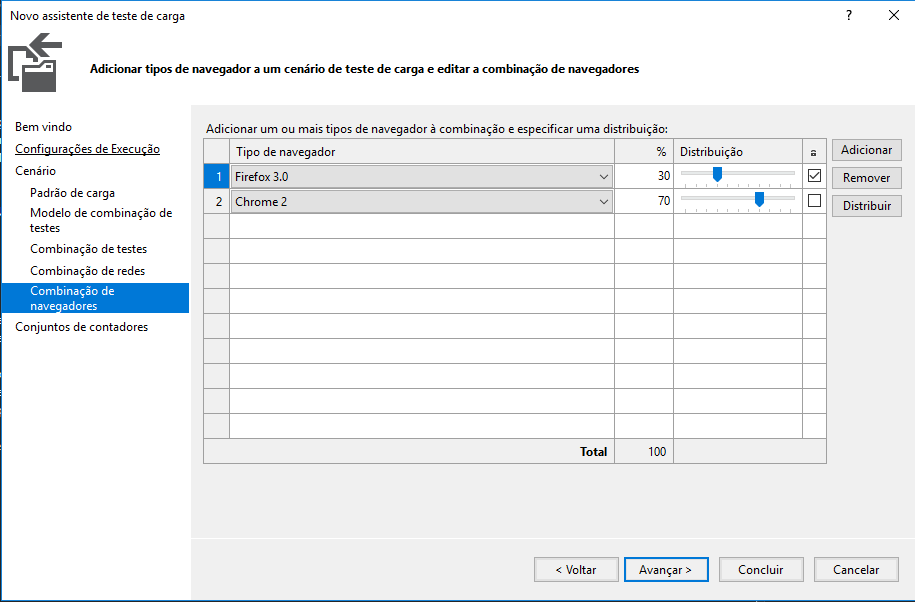 Novo assistente de teste de carga
?
Adicionar tipos de navegador a um cenário de teste de carga e editar a combinação de navegadores
Bem vindo
Configurações de Execução
Cenário
Padrão de carga
Modelo de combinação de
testes
Combinação de testes
Combinação de redes
Combinação de
navegadores
Conjuntos de contadores
Adicionar um ou mais tipos de navegador à combinação e especificar uma distribuição:
Tipo de navegador % Distribuição
1 Firefox 3.0 30
2 Chrome 2 70
Total 100
Adicionar
Remover
Distribuir
< Voltar Avançar > Concluir Cancelar